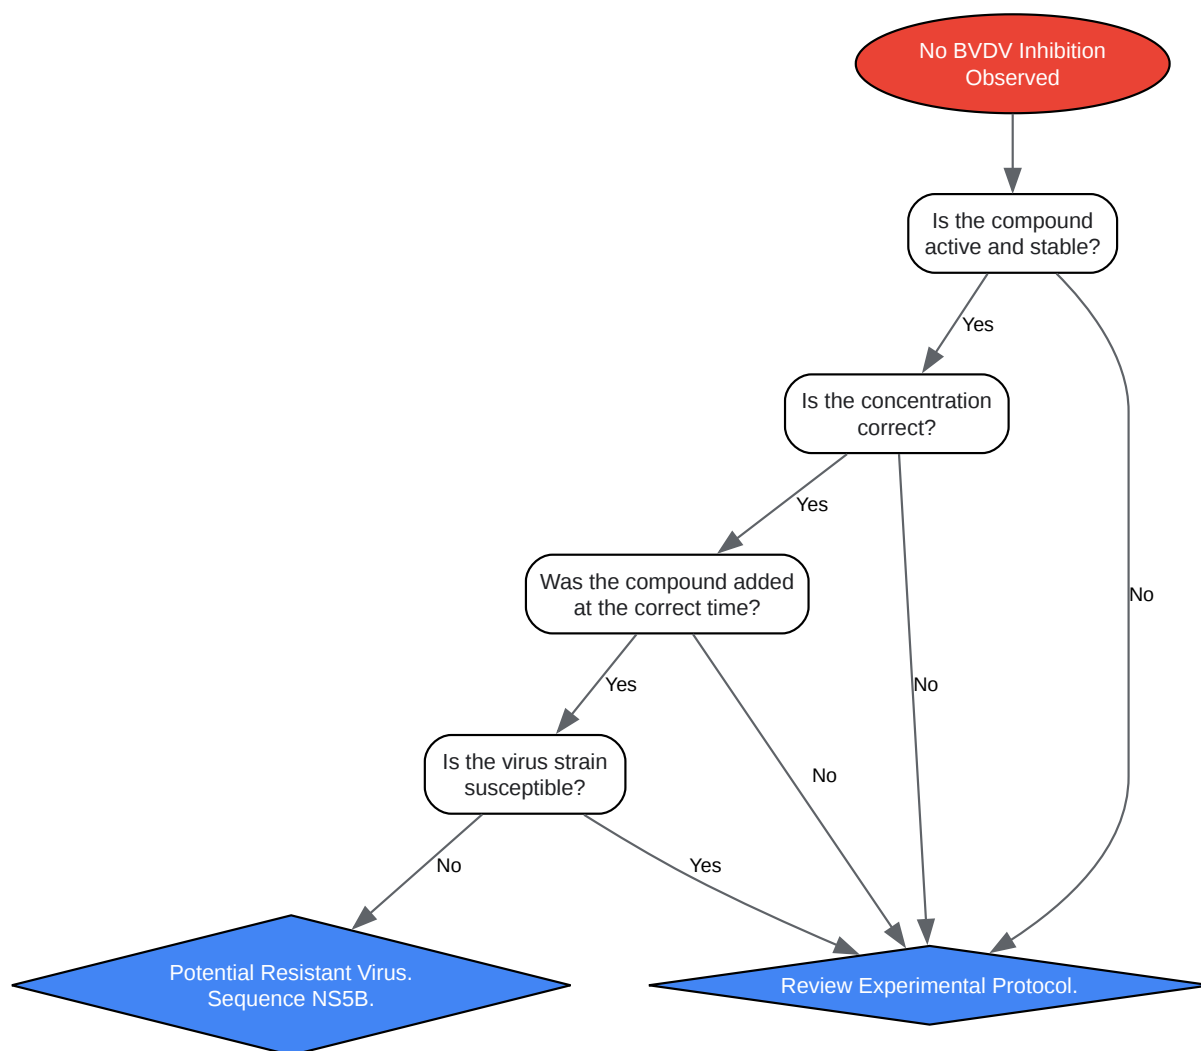 No BVDV Inhibition
Observed
Is the compound
active and stable?
Yes
Is the concentration
correct?
Yes
Was the compound added
at the correct time?
No
Yes
No
Is the virus strain
susceptible?
No
No
Yes
Potential Resistant Virus.
Sequence NS5B.
Review Experimental Protocol.